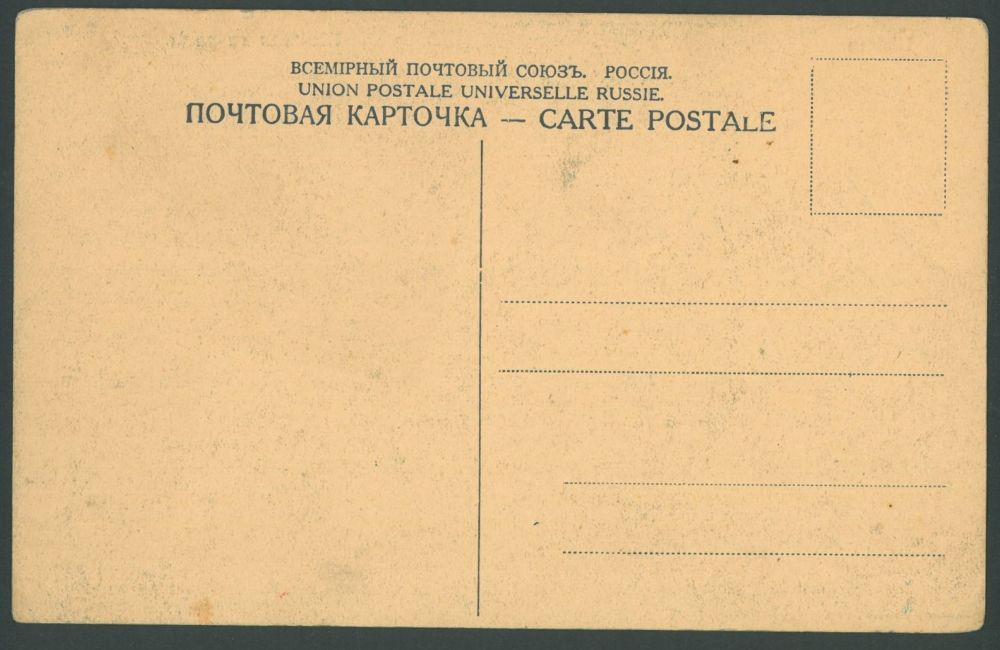 ВСЕМІРНЫЙ ПОЧТОВЫЙ СОЮЗЪ. РОССІЯ.
UNION POSTALE UNIVERSELLE RUSSIE.
ПОЧТОВАЯ КАРТОЧКА — CARTE POSTALE